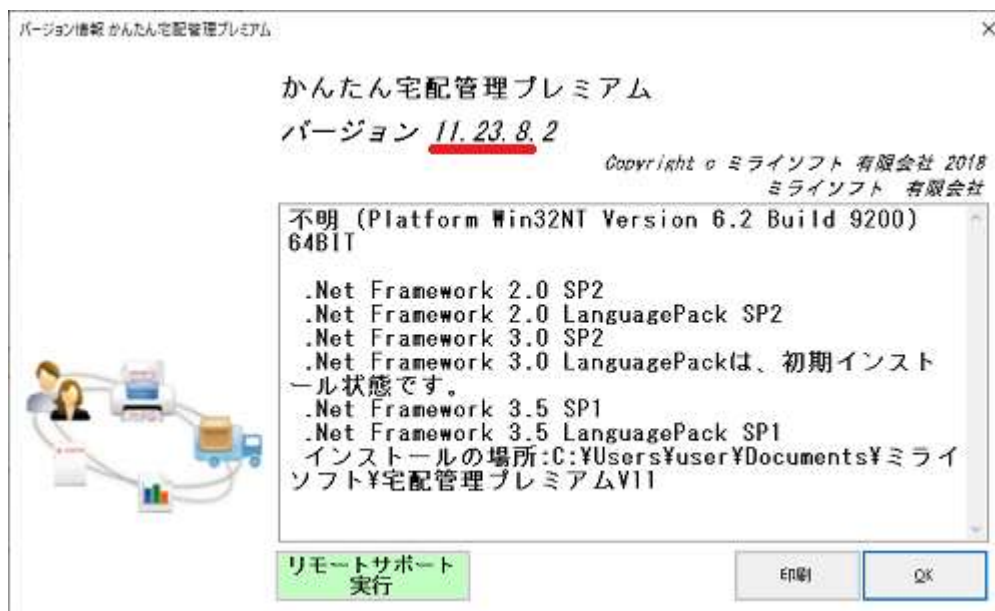 バージョン情報 かんたん宅配管理プレミアム
かんたん宅配管理プレミアム
バージョン 11.23.8.2
Copyright c ミライソフト 有限会社 2018
ミライソフト 有限会社
不明 (Platform Win32NT Version 6.2 Build 9200)
64BIT
.Net Framework 2.0 SP2
.Net Framework 2.0 LanguagePack SP2
.Net Framework 3.0 SP2
.Net Framework 3.0 LanguagePackは、初期インスト
ール状態です。
.Net Framework 3.5 SP1
.Net Framework 3.5 LanguagePack SP1
インストールの場所:C:¥Users¥user¥Documents¥ミライ
ソフト¥宅配管理プレミアムV11
リモートサポート
実行
印刷
OK